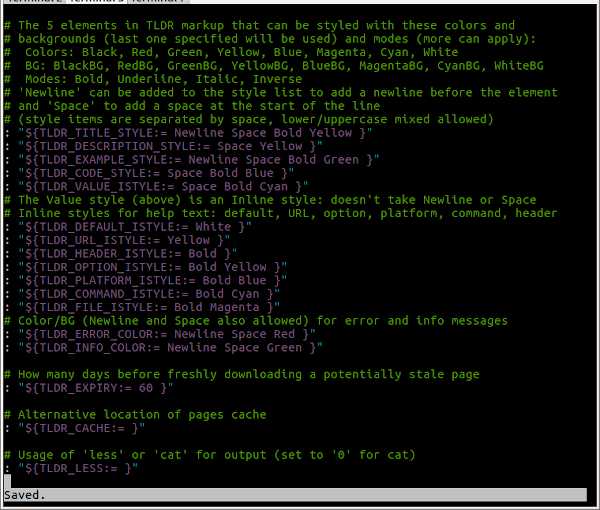 # The 5 elements in TLDR markup that can be styled with these colors and
# backgrounds (last one specified will be used) and modes (more can apply):
#  Colors: Black, Red, Green, Yellow, Blue, Magenta, Cyan, White
#  BG: BlackBG, RedBG, GreenBG, YellowBG, BlueBG, MagentaBG, CyanBG, WhiteBG
#  Modes: Bold, Underline, Italic, Inverse
# 'Newline' can be added to the style list to add a newline before the element
# and 'Space' to add a space at the start of the line
# (style items are separated by space, lower/uppercase mixed allowed)
: "${TLDR_TITLE_STYLE:= Newline Space Bold Yellow }"
: "${TLDR_DESCRIPTION_STYLE:= Space Yellow }"
: "${TLDR_EXAMPLE_STYLE:= Newline Space Bold Green }"
: "${TLDR_CODE_STYLE:= Space Bold Blue }"
: "${TLDR_VALUE_ISTYLE:= Space Bold Cyan }"
# The Value style (above) is an Inline style: doesn't take Newline or Space
# Inline styles for help text: default, URL, option, platform, command, header
: "${TLDR_DEFAULT_ISTYLE:= White }"
: "${TLDR_URL_ISTYLE:= Yellow }"
: "${TLDR_HEADER_ISTYLE:= Bold }"
: "${TLDR_OPTION_ISTYLE:= Bold Yellow }"
: "${TLDR_PLATFORM_ISTYLE:= Bold Blue }"
: "${TLDR_COMMAND_ISTYLE:= Bold Cyan }"
: "${TLDR_FILE_ISTYLE:= Bold Magenta }"
# Color/BG (Newline and Space also allowed) for error and info messages
: "${TLDR_ERROR_COLOR:= Newline Space Red }"
: "${TLDR_INFO_COLOR:= Newline Space Green }"
# How many days before freshly downloading a potentially stale page
: "${TLDR_EXPIRY:= 60 }"
# Alternative location of pages cache
: "${TLDR_CACHE:= }"
# Usage of 'less' or 'cat' for output (set to '0' for cat)
: "${TLDR_LESS:= }"
Saved.